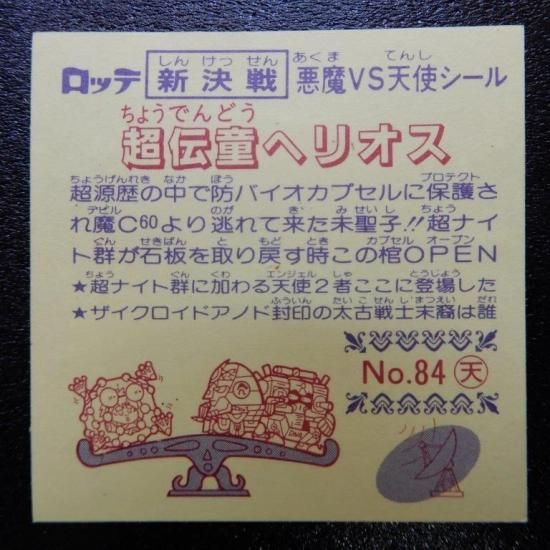 しん けっ せん あくま てんし
ロッテ 新決戦 悪魔VS天使シール
ちょうでんどう
超伝童ヘリオス
ちょうげんれき なか ぼう プロテクト
超源歴の中で防バイオカプセルに保護さ
デビル のが き みせいし ちょう
れ魔C60より逃れて来た未聖子!!超ナイ
ぐん せきばん と もど とき カプセル オープン
ト群が石板を取り戻す時この棺OPEN
ちょう ぐん くわ エンジェル しゃ とうじょう
★超ナイト群に加わる天使2者ここに登場した
ふういん たいこせんしまつえい だれ
★ザイクロイドアノド封印の太古戦士末裔は誰
No.84 天